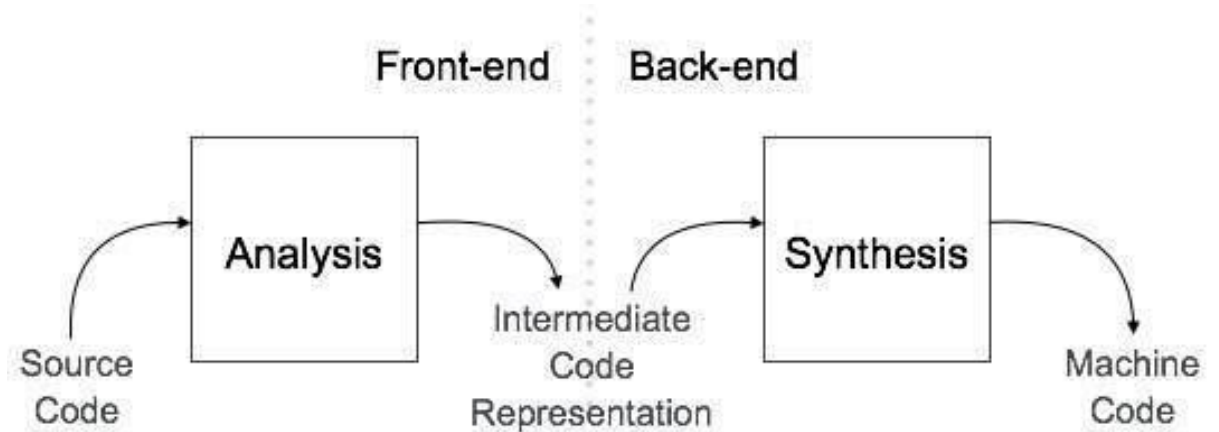 Front-end
Back-end
Analysis
Synthesis
Source
Code
Intermediate
Code
Representation
Machine
Code